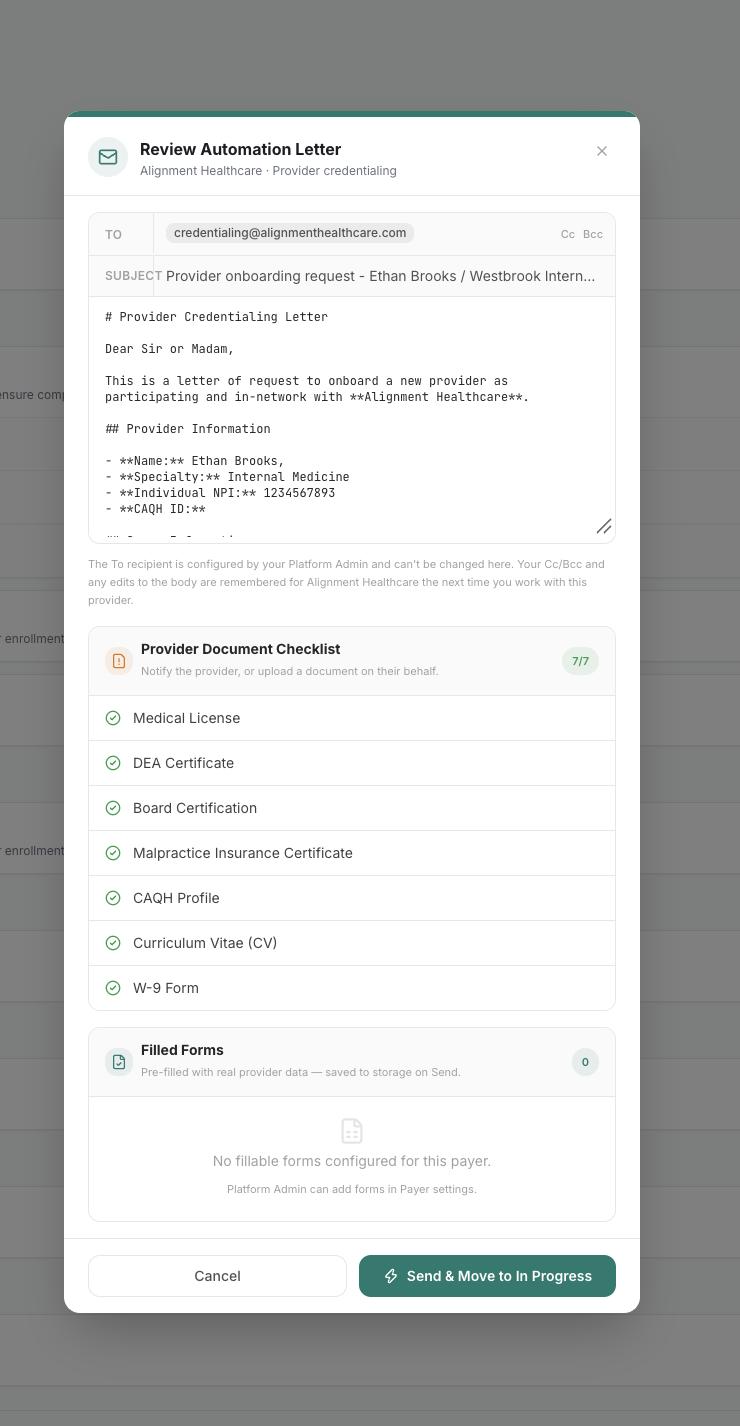 Review Automation Letter
Alignment Healthcare · Provider credentialing
TO
credentialing@alignmenthealthcare.com
Cc Bcc
SUBJECT
Provider onboarding request - Ethan Brooks / Westbrook Intern...
# Provider Credentialing Letter
Dear Sir or Madam,
This is a letter of request to onboard a new provider as
participating and in-network with **Alignment Healthcare**.
## Provider Information
- **Name:** Ethan Brooks,
- **Specialty:** Internal Medicine
- **Individual NPI:** 1234567893
- **CAQH ID:**
The To recipient is configured by your Platform Admin and can't be changed here. Your Cc/Bcc and
any edits to the body are remembered for Alignment Healthcare the next time you work with this
provider.
Provider Document Checklist
Notify the provider, or upload a document on their behalf.
7/7
Medical License
DEA Certificate
Board Certification
Malpractice Insurance Certificate
CAQH Profile
Curriculum Vitae (CV)
W-9 Form
Filled Forms
Pre-filled with real provider data — saved to storage on Send.
0
No fillable forms configured for this payer.
Platform Admin can add forms in Payer settings.
Cancel
Send & Move to In Progress
ensure
enrollment
enrollment